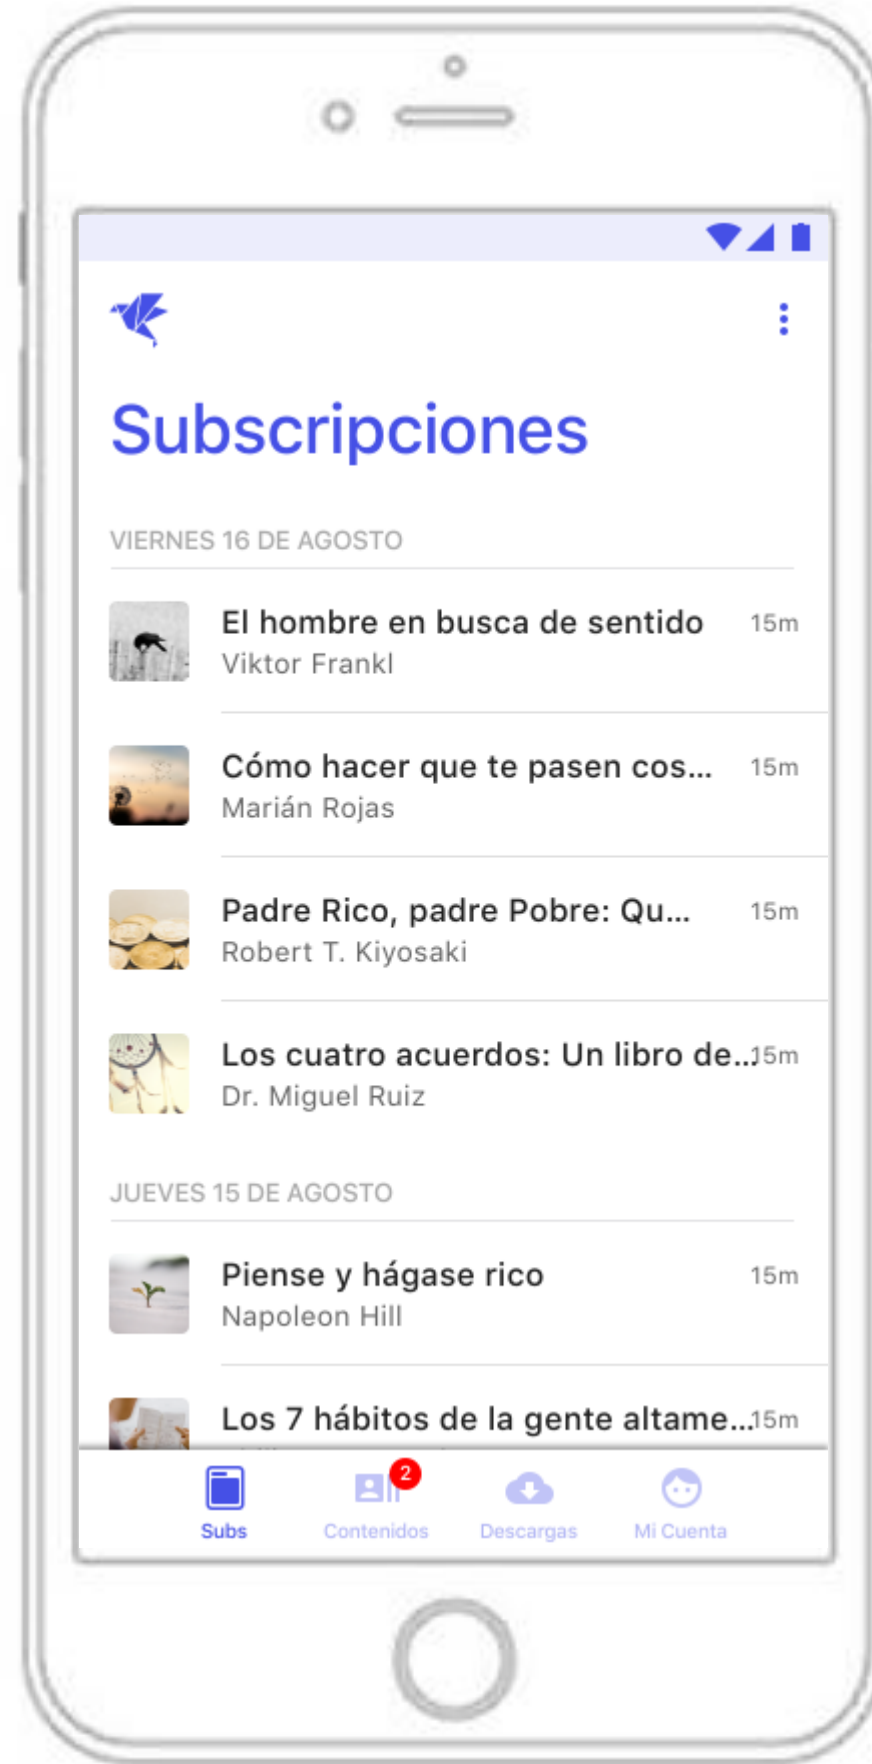 Subscripciones
VIERNES 16 DE AGOSTO
El hombre en busca de sentido 15m
Viktor Frankl
Cómo hacer que te pasen cos... 15m
Marián Rojas
Padre Rico, padre Pobre: Qu... 15m
Robert T. Kiyosaki
Los cuatro acuerdos: Un libro de... 15m
Dr. Miguel Ruiz
JUEVES 15 DE AGOSTO
Piense y hágase rico 15m
Napoleon Hill
Los 7 hábitos de la gente altame... 15m
2
Subs Contenidos Descargas Mi Cuenta